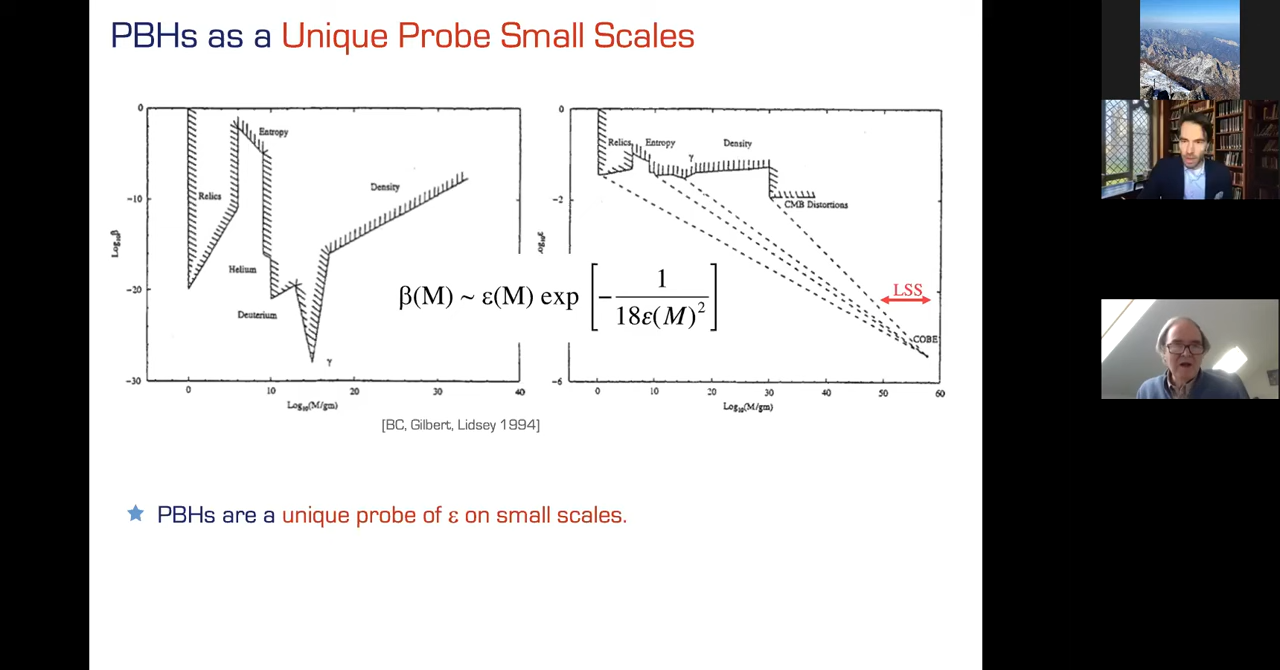 PBHs as a Unique Probe Small Scales
0
-10
-20
-30
Log₁₀β
Entropy
Relics
Density
Helium
Deuterium
γ
0
10
20
30
40
Log₁₀(M/gm)
0
-2
-6
Log₁₀ε
Relics
Entropy
γ
Density
CMB Distortions
LSS
COBE
0
10
20
30
40
50
60
Log₁₀(M/gm)
β(M) ~ ε(M) exp [ - 1 / 18ε(M)² ]
[BC, Gilbert, Lidsey 1994]
★ PBHs are a unique probe of ε on small scales.